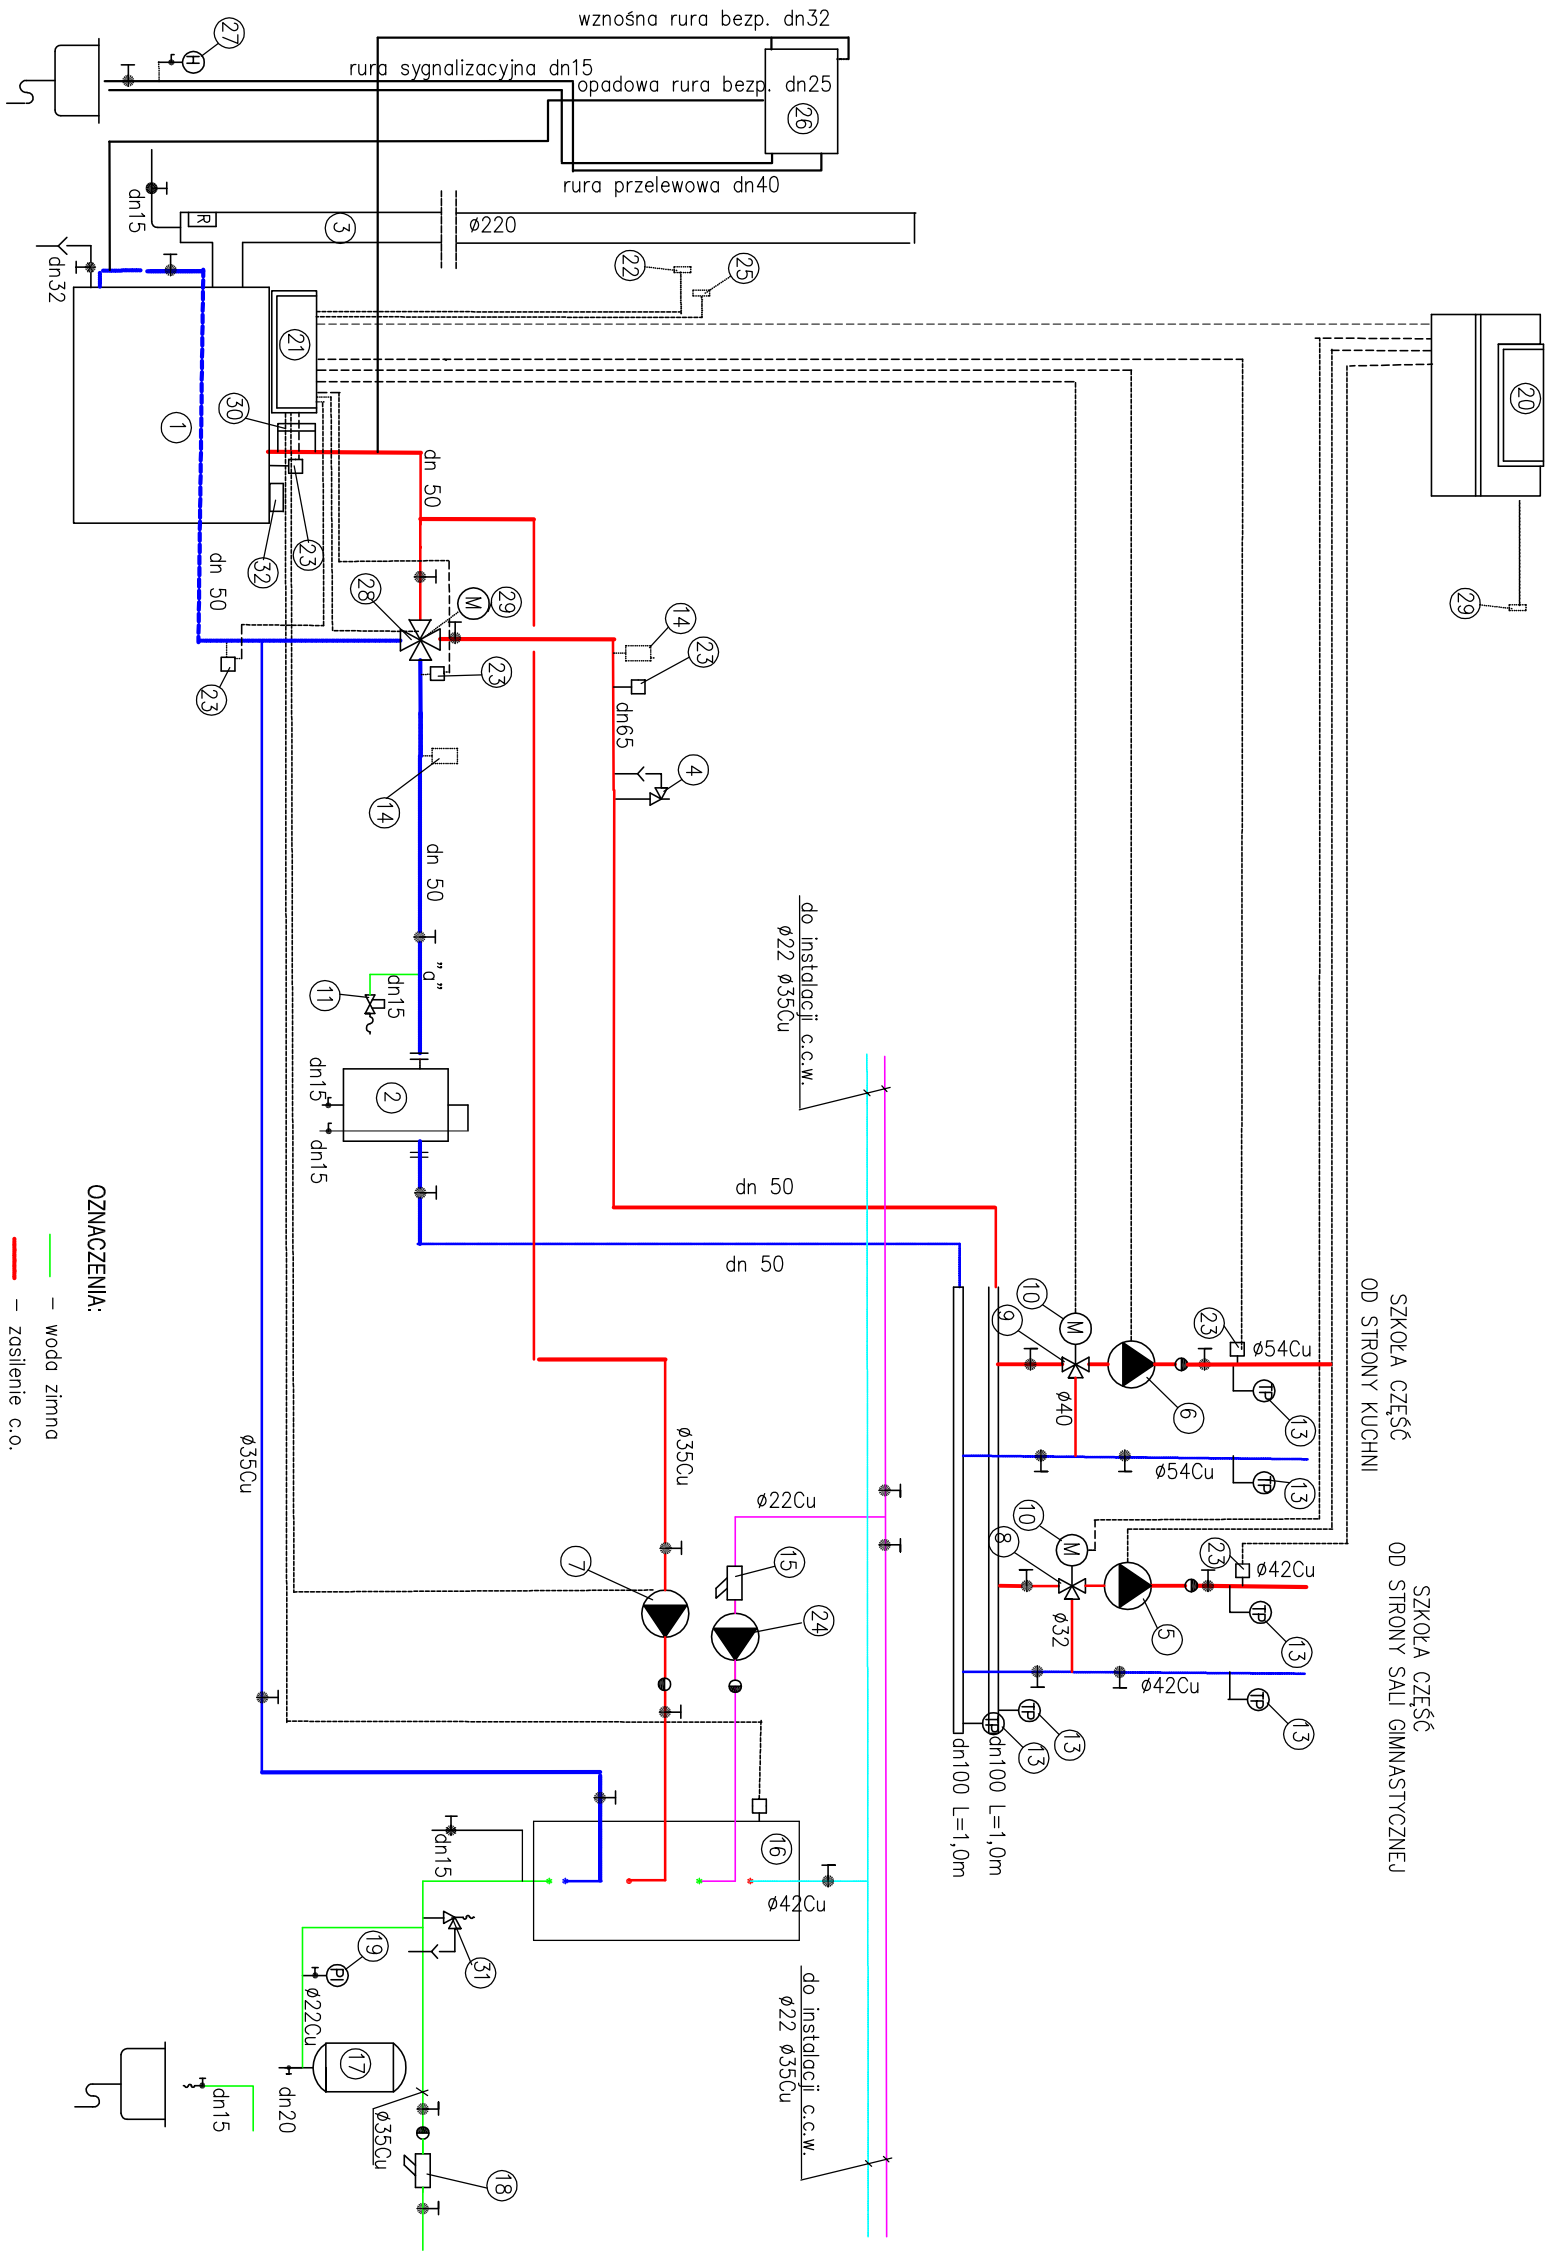 wznośna rura bezp. dn32
27
H
rura sygnalizacyjna dn15
opadowa rura bezp. dn25
26
rura przelewowa dn40
dn15
R
3
ø220
dn32
22
25
21
20
30
1
dn 50
23
32
dn 50
28
M
29
14
23
29
23
23
dn65
14
4
dn 50
do instalacji c.c.w.
ø22 ø35Cu
"a"
dn15
11
dn15
2
dn15
dn 50
dn 50
OZNACZENIA:
– woda zimna
– zasilenie c.o.
SZKOŁA CZĘŚĆ
OD STRONY KUCHNI
10
M
9
23
ø54Cu
TP
13
6
ø40
ø54Cu
TP
13
ø35Cu
ø35Cu
ø22Cu
10
M
8
23
ø42Cu
SZKOŁA CZĘŚĆ
OD STRONY SALI GIMNASTYCZNEJ
7
15
24
ø32
5
TP
13
ø42Cu
TP
13
TP
13
TP
13
dn100 L=1,0m
dn100 L=1,0m
16
dn15
ø42Cu
19
PI
31
ø22Cu
do instalacji c.c.w.
ø22 ø35Cu
17
dn15
dn20
ø35Cu
18